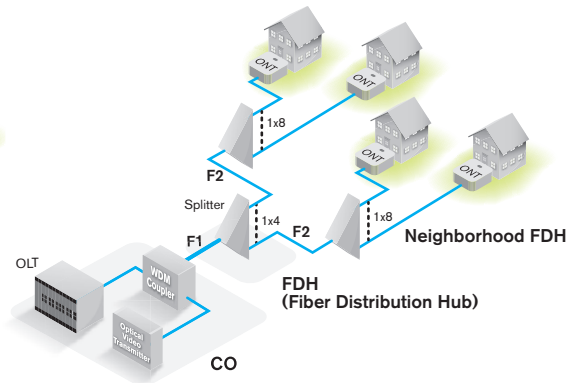 ONT
ONT
1x8
ONT
F2
ONT
Splitter
1x4
F2
1x8
Neighborhood FDH
F1
OLT
WDM
Coupler
FDH
(Fiber Distribution Hub)
Optical
Video
Transmitter
CO